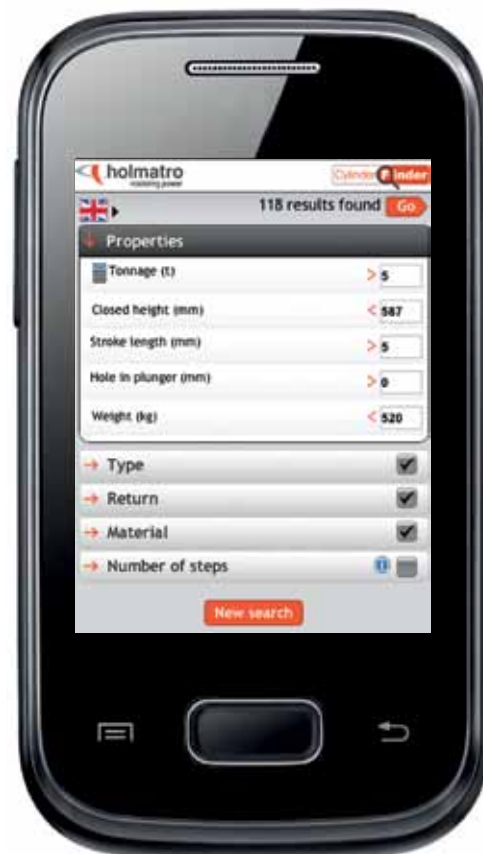 holmatro
mastering power
Cylinder Finder
118 results found Go
Properties
Tonnage (t) > 5
Closed height (mm) < 587
Stroke length (mm) > 5
Hole in plunger (mm) > 0
Weight (kg) < 520
→ Type
→ Return
→ Material
→ Number of steps
New search